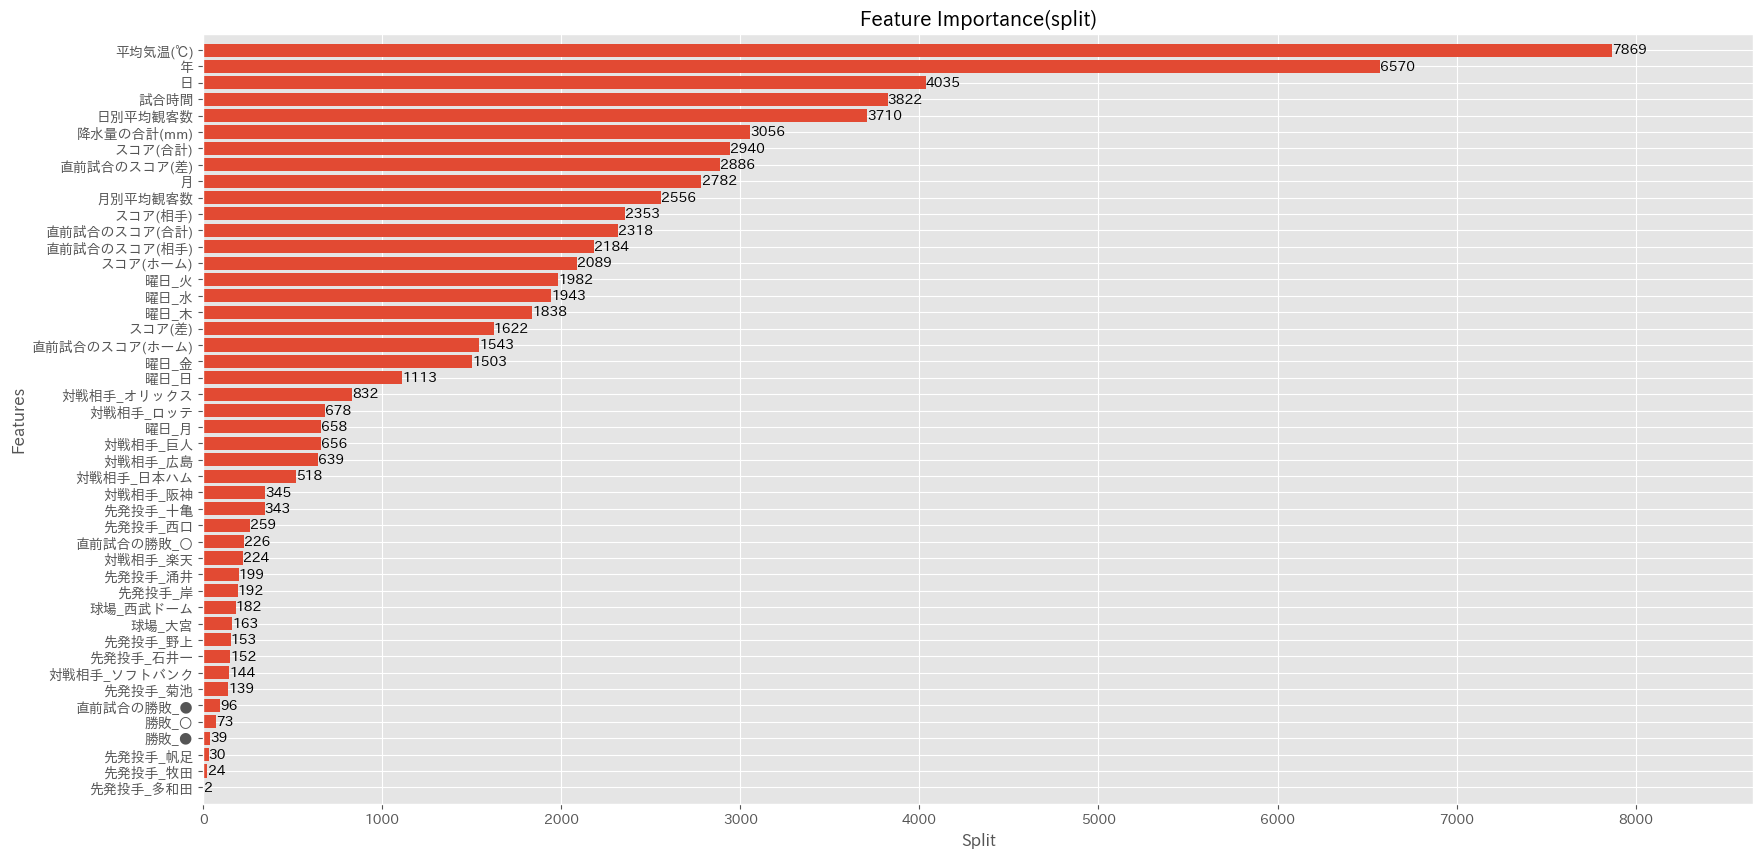 Feature Importance(split)
平均気温(℃) 7869
年 6570
日 4035
試合時間 3822
日別平均観客数 3710
降水量の合計(mm) 3056
スコア(合計) 2940
直前試合のスコア(差) 2886
月 2782
月別平均観客数 2556
スコア(相手) 2353
直前試合のスコア(合計) 2318
直前試合のスコア(相手) 2184
スコア(ホーム) 2089
曜日_火 1982
曜日_水 1943
曜日_木 1838
スコア(差) 1622
直前試合のスコア(ホーム) 1543
曜日_金 1503
曜日_日 1113
対戦相手_オリックス 832
対戦相手_ロッテ 678
曜日_月 658
対戦相手_巨人 656
対戦相手_広島 639
対戦相手_日本ハム 518
対戦相手_阪神 345
先発投手_十亀 343
先発投手_西口 259
直前試合の勝敗_○ 226
対戦相手_楽天 224
先発投手_涌井 199
先発投手_岸 192
球場_西武ドーム 182
球場_大宮 163
先発投手_野上 153
先発投手_石井一 152
対戦相手_ソフトバンク 144
先発投手_菊池 139
直前試合の勝敗_● 96
勝敗_○ 73
勝敗_● 39
先発投手_帆足 30
先発投手_牧田 24
先発投手_多和田 2
0 1000 2000 3000 4000 5000 6000 7000 8000
Split
Features